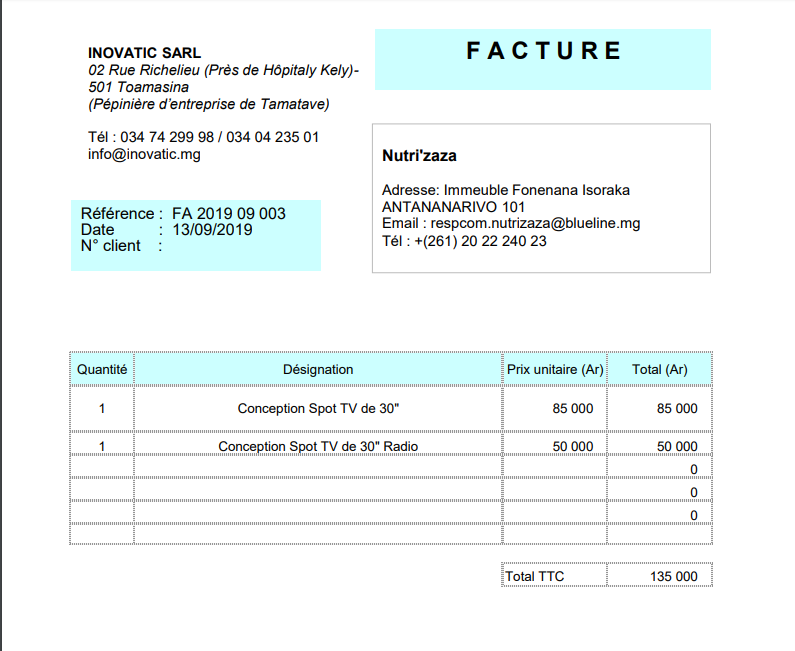 INOVATIC SARL
02 Rue Richelieu (Près de Hôpitaly Kely)-
501 Toamasina
(Pépinière d'entreprise de Tamatave)
Tél : 034 74 299 98 / 034 04 235 01
info@inovatic.mg
FACTURE
Nutri'zaza
Adresse: Immeuble Fonenana Isoraka
ANTANANARIVO 101
Email : respcom.nutrizaza@blueline.mg
Tél : +(261) 20 22 240 23
Référence : FA 2019 09 003
Date : 13/09/2019
N° client :
Quantité Désignation Prix unitaire (Ar) Total (Ar)
1 Conception Spot TV de 30" 85 000 85 000
1 Conception Spot TV de 30" Radio 50 000 50 000
0
0
0
Total TTC 135 000